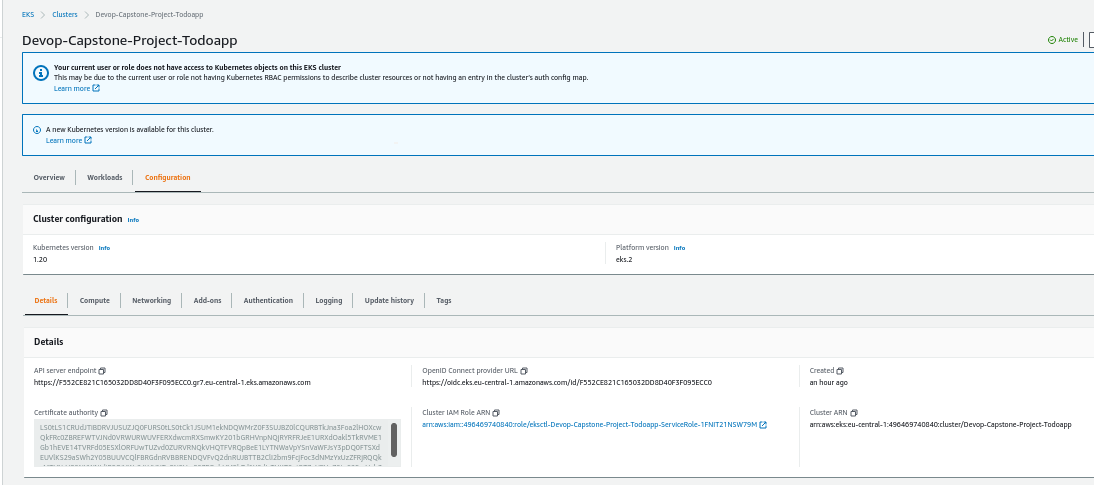 EKS > Clusters > Devop-Capstone-Project-Todoapp
Devop-Capstone-Project-Todoapp
Active
Your current user or role does not have access to Kubernetes objects on this EKS cluster
This may be due to the current user or role not having Kubernetes RBAC permissions to describe cluster resources or not having an entry in the cluster's auth config map.
Learn more
A new Kubernetes version is available for this cluster.
Learn more
Overview Workloads Configuration
Cluster configuration Info
Kubernetes version Info Platform version Info
1.20 eks.2
Details Compute Networking Add-ons Authentication Logging Update history Tags
Details
API server endpoint OpenID Connect provider URL Created
https://F552CE821C165032DD8D40F3F095ECC0.gr7.eu-central-1.eks.amazonaws.com https://oidc.eks.eu-central-1.amazonaws.com/id/F552CE821C165032DD8D40F3F095ECC0 an hour ago
Certificate authority Cluster IAM Role ARN Cluster ARN
arn:aws:iam::496469740840:role/eksctl-Devop-Capstone-Project-Todoapp-ServiceRole-1FNIT21N5W79M arn:aws:eks:eu-central-1:496469740840:cluster/Devop-Capstone-Project-Todoapp